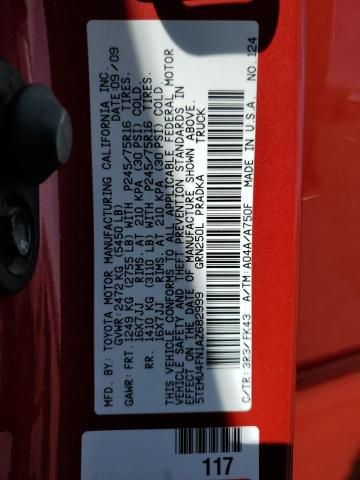 MFD. BY: TOYOTA MOTOR MANUFACTURING CALIFORNIA INC.
GVWR: 2472 KG (5450 LB) DATE: 09/09
GAWR: FRT. 1249 KG (2755 LB) WITH P245/75R16 TIRES.
16X7JJ RIMS. AT 210 KPA (30 PSI) COLD.
RR. 1410 KG (3110 LB) WITH P245/75R16 TIRES.
16X7JJ RIMS. AT 210 KPA (30 PSI) COLD.
THIS VEHICLE CONFORMS TO ALL APPLICABLE FEDERAL MOTOR
VEHICLE SAFETY AND THEFT PREVENTION STANDARDS IN
EFFECT ON THE DATE OF MANUFACTURE SHOWN ABOVE.
5TEMU4FN1AZ682999 GRN250L PRADKA TRUCK
C/TR: 3R3/FK43 A/TM: A04A/A750F MADE IN U.S.A. NO. 124
117